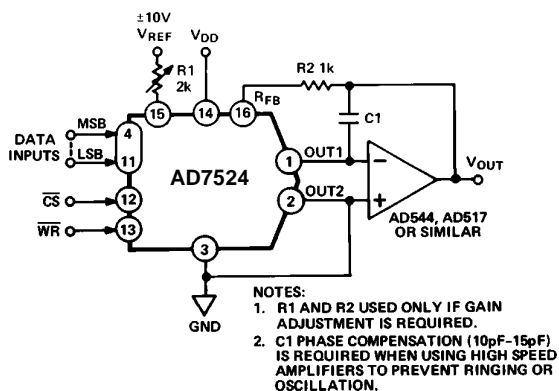 ±10V
VREF
VDD
R1
2k
R2 1k
RFB
C1
15
14
16
DATA
INPUTS
MSB
LSB
4
11
1
OUT1
2
OUT2
AD7524
CS
12
WR
13
3
GND
−
+
VOUT
AD544, AD517
OR SIMILAR
NOTES:
1. R1 AND R2 USED ONLY IF GAIN
ADJUSTMENT IS REQUIRED.
2. C1 PHASE COMPENSATION (10pF–15pF)
IS REQUIRED WHEN USING HIGH SPEED
AMPLIFIERS TO PREVENT RINGING OR
OSCILLATION.